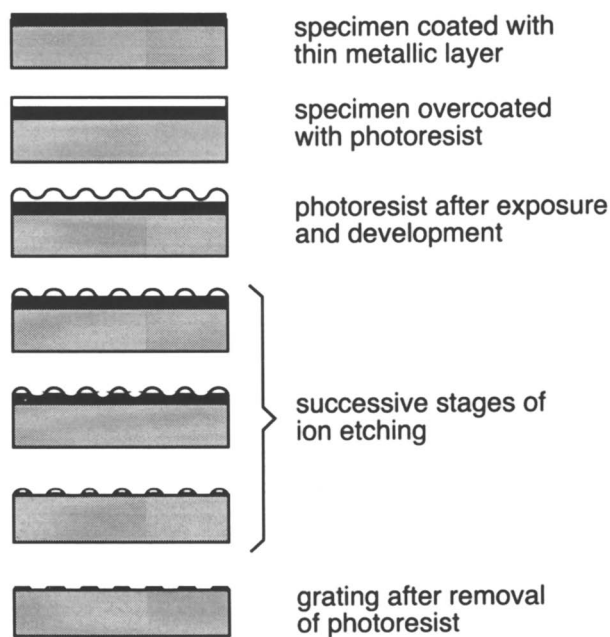 specimen coated with
thin metallic layer
specimen overcoated
with photoresist
photoresist after exposure
and development
successive stages of
ion etching
grating after removal
of photoresist